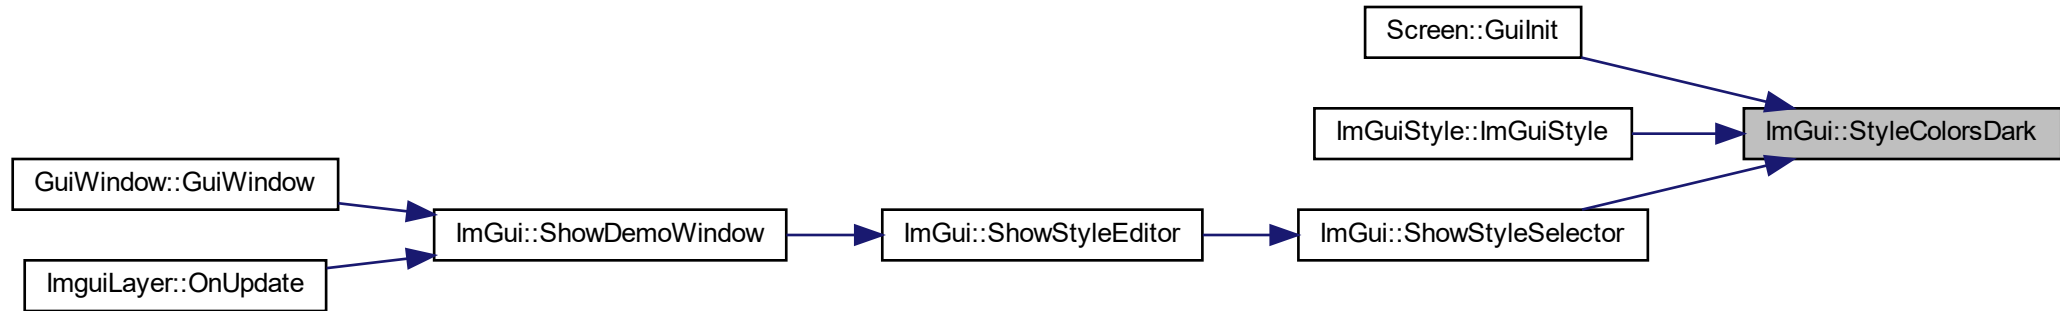 Screen::GuiInit
ImGuiStyle::ImGuiStyle
ImGui::StyleColorsDark
GuiWindow::GuiWindow
ImGui::ShowDemoWindow
ImGui::ShowStyleEditor
ImGui::ShowStyleSelector
ImguiLayer::OnUpdate